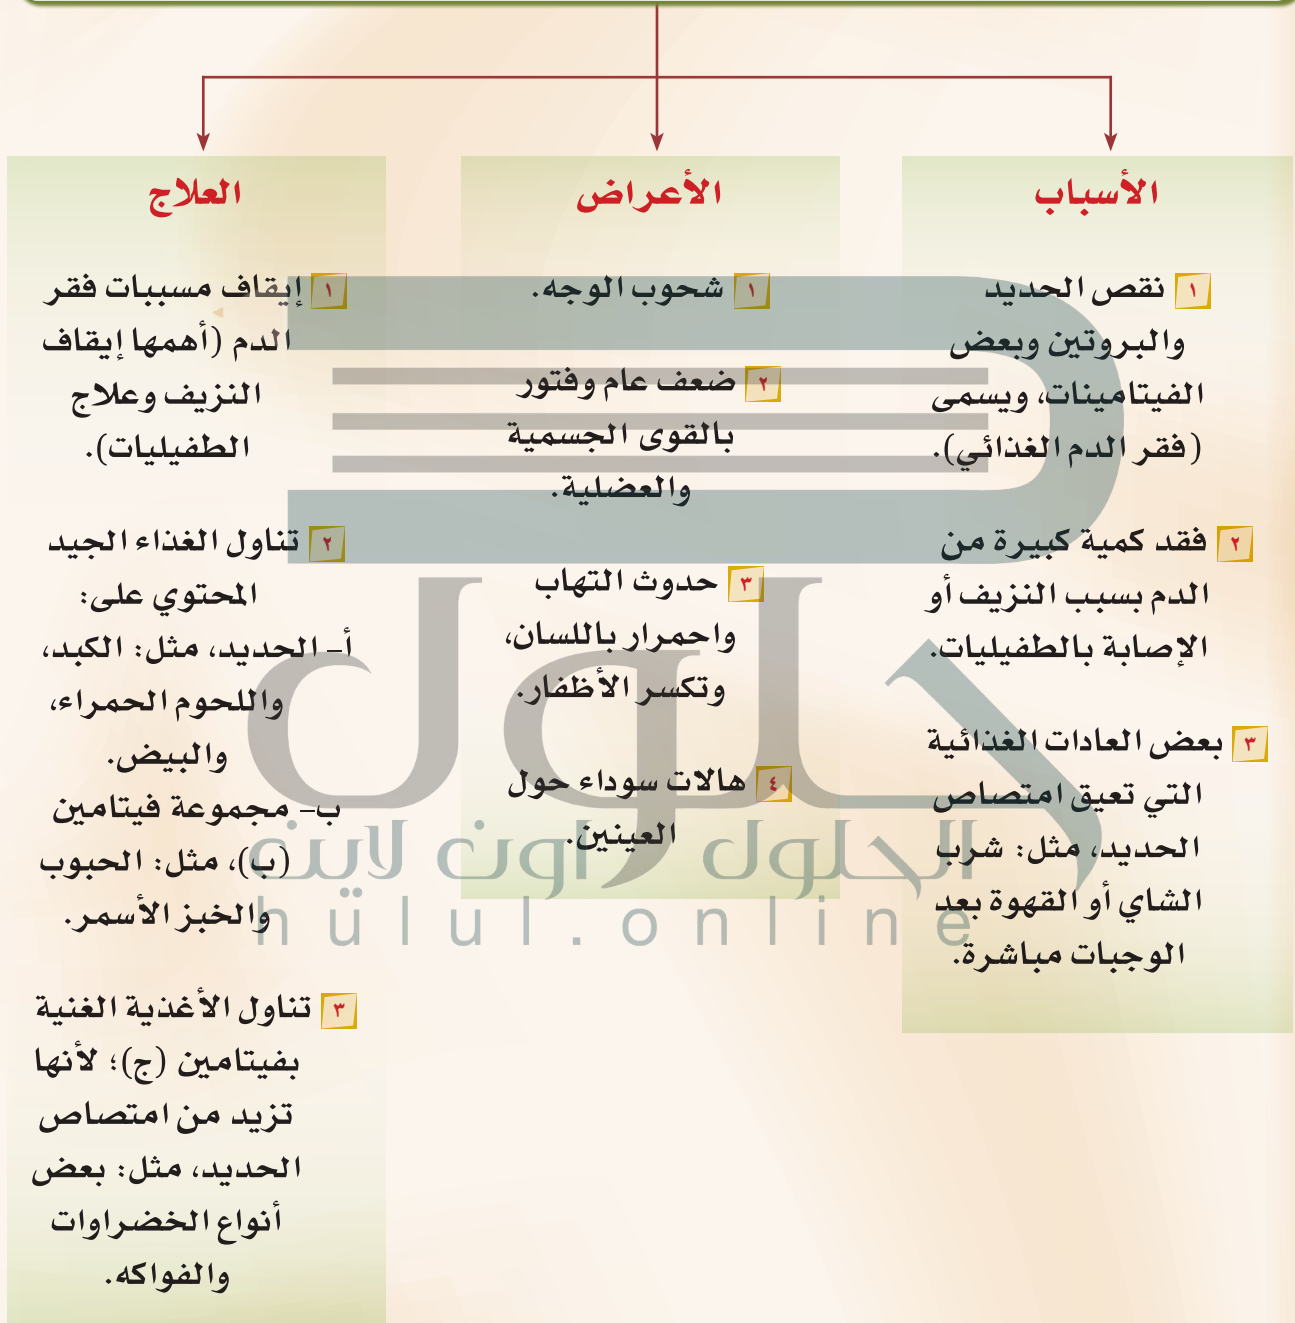 الأسباب
١ نقص الحديد
والبروتين وبعض
الفيتامينات، ويسمى
(فقر الدم الغذائي).
٢ فقد كمية كبيرة من
الدم بسبب النزيف أو
الإصابة بالطفيليات.
٣ بعض العادات الغذائية
التي تعيق امتصاص
الحديد، مثل: شرب
الشاي أو القهوة بعد
الوجبات مباشرة.
الأعراض
١ شحوب الوجه.
٢ ضعف عام وفتور
بالقوى الجسمية
والعضلية.
٣ حدوث التهاب
واحمرار باللسان،
وتكسر الأظفار.
٤ هالات سوداء حول
العينين.
العلاج
١ إيقاف مسببات فقر
الدم (أهمها إيقاف
النزيف وعلاج
الطفيليات).
٢ تناول الغذاء الجيد
المحتوي على:
أ– الحديد، مثل: الكبد،
واللحوم الحمراء،
والبيض.
ب– مجموعة فيتامين
(ب)، مثل: الحبوب
والخبز الأسمر.
٣ تناول الأغذية الغنية
بفيتامين (ج)؛ لأنها
تزيد من امتصاص
الحديد، مثل: بعض
أنواع الخضراوات
والفواكه.
حلول
الحلول اون لاين
hülul.online